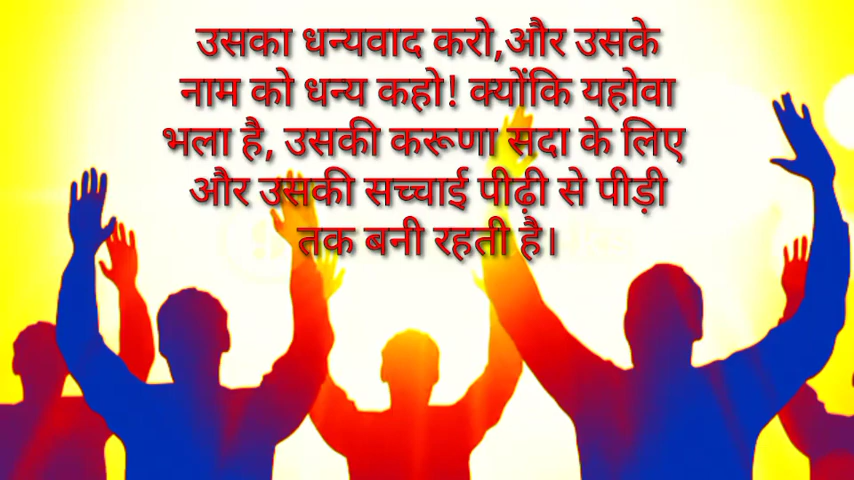 उसका धन्यवाद करो,और उसके
नाम को धन्य कहो! क्योंकि यहोवा
भला है, उसकी करूणा सदा के लिए
और उसकी सच्चाई पीढ़ी से पीड़ी
तक बनी रहती है।